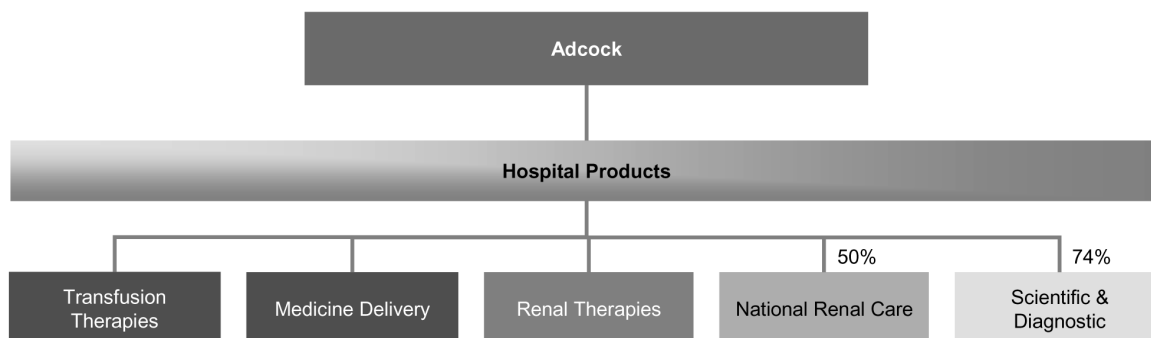 Adcock
Hospital Products
50%
74%
Transfusion
Therapies
Medicine Delivery
Renal Therapies
National Renal Care
Scientific &
Diagnostic